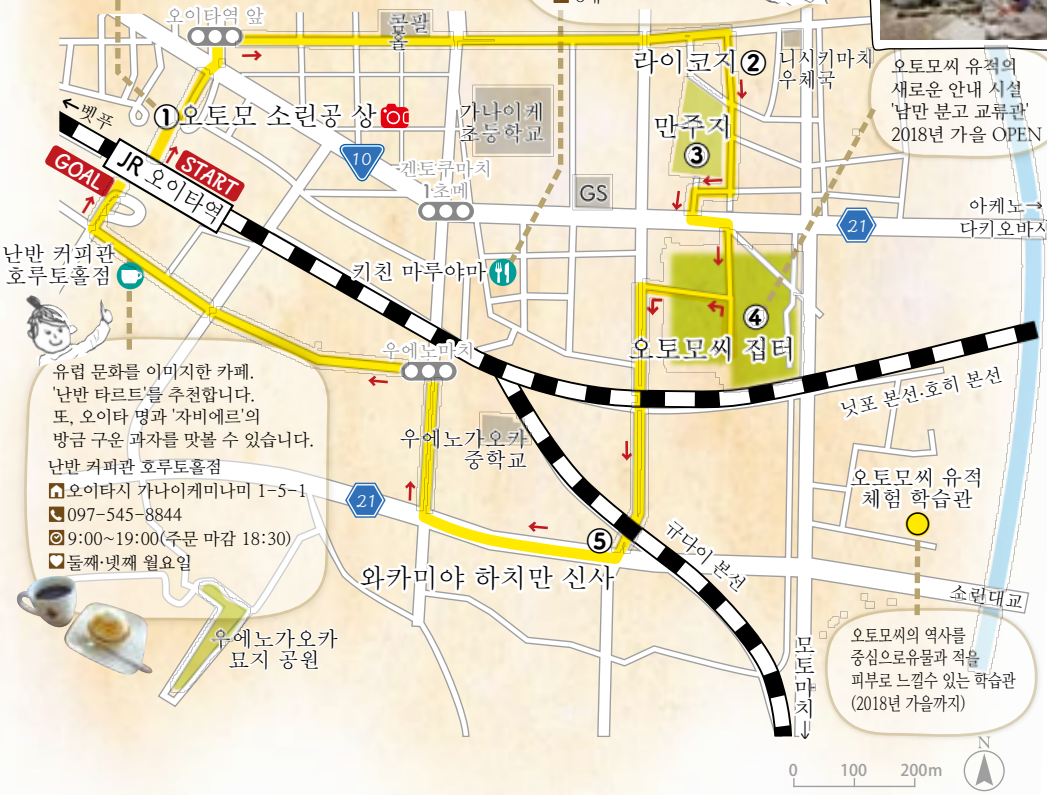 오이타역 앞
콤팔
홀
라이코지②
니시키마치
우체국
오토모씨 유적의
새로운 안내 시설
'남만 분고 교류관'
2018년 가을 OPEN
←벳푸
①오토모 소린공 상
가나이케
초등학교
만주지
③
10
GOAL
START
JR 오이타역
겐토쿠마치
1초메
GS
21
아케노→
다키오바시
난반 커피관
호루토홀점
키친 마루야마
④
오토모씨 집터
우에노마치
유럽 문화를 이미지한 카페.
'난반 타르트'를 추천합니다.
또, 오이타 명과 '자비에르'의
방금 구운 과자를 맛볼 수 있습니다.
난반 커피관 호루토홀점
오이타시 가나이케미나미 1-5-1
097-545-8844
9:00~19:00(주문 마감 18:30)
둘째·넷째 월요일
닛포 본선·호히 본선
우에노가오카
중학교
21
오토모씨 유적
체험 학습관
⑤
와카미야 하치만 신사
규다이 본선
쇼린대교
우에노가오카
묘지 공원
모토마치↓
오토모씨의 역사를
중심으로유물과 적을
피부로 느낄수 있는 학습관
(2018년 가을까지)
N
0 100 200m